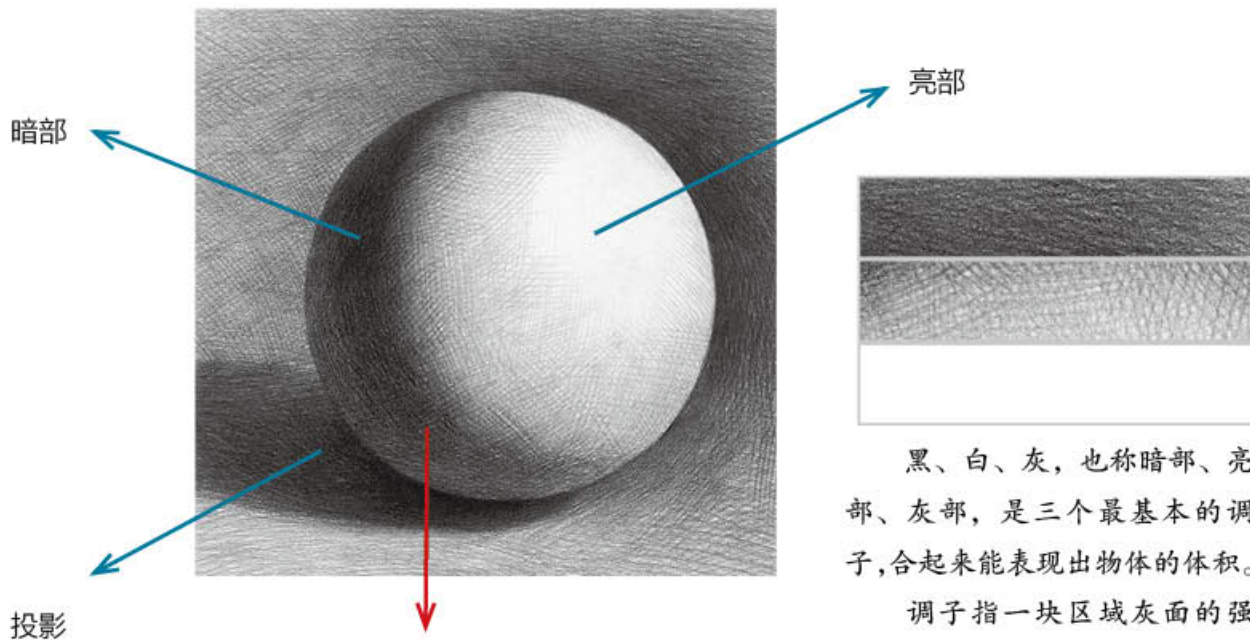 亮部
暗部
投影
黑、白、灰，也称暗部、亮
部、灰部，是三个最基本的调
子，合起来能表现出物体的体积。
调子指一块区域灰面的强